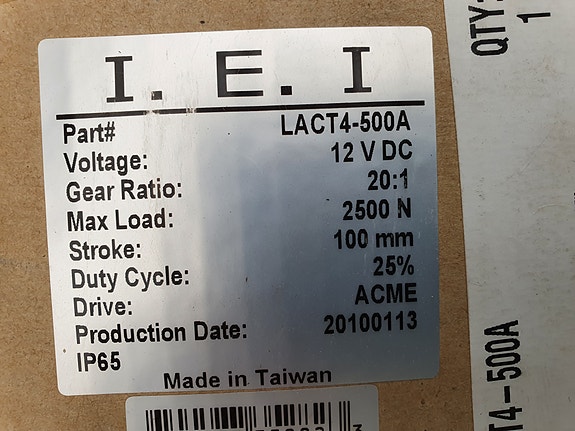 I. E. I
Part# LACT4-500A
Voltage: 12 V DC
Gear Ratio: 20:1
Max Load: 2500 N
Stroke: 100 mm
Duty Cycle: 25%
Drive: ACME
Production Date: 20100113
IP65
Made in Taiwan
QTY:
1
T4-500A